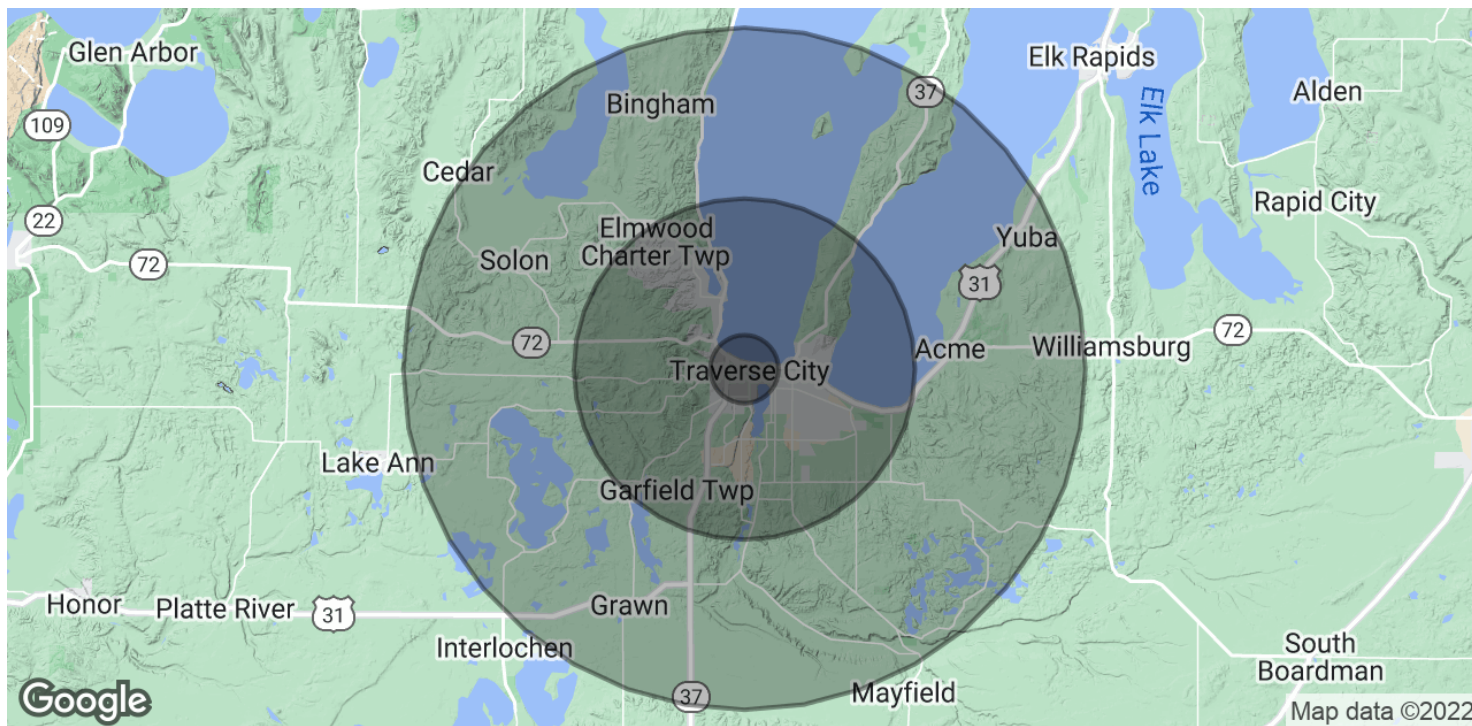 Glen Arbor
Elk Rapids
37
Alden
Bingham
109
Elk Lake
Cedar
Rapid City
22
Elmwood
Charter Twp
Yuba
Solon
72
31
72
72
Acme
Williamsburg
Traverse City
Lake Ann
Garfield Twp
Honor
Platte River
31
Grawn
Interlochen
South
Boardman
37
Mayfield
Google
Map data ©2022